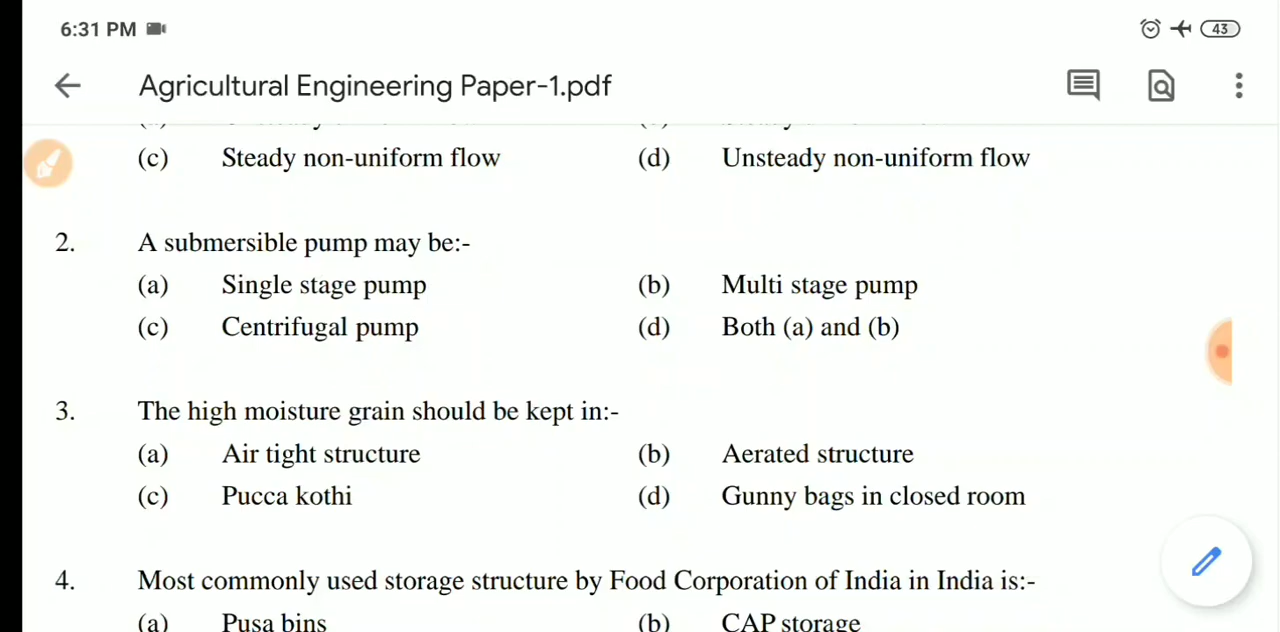 6:31 PM 43
Agricultural Engineering Paper-1.pdf
(c) Steady non-uniform flow (d) Unsteady non-uniform flow
2. A submersible pump may be:-
(a) Single stage pump (b) Multi stage pump
(c) Centrifugal pump (d) Both (a) and (b)
3. The high moisture grain should be kept in:-
(a) Air tight structure (b) Aerated structure
(c) Pucca kothi (d) Gunny bags in closed room
4. Most commonly used storage structure by Food Corporation of India in India is:-
(a) Pusa bins (b) CAP storage